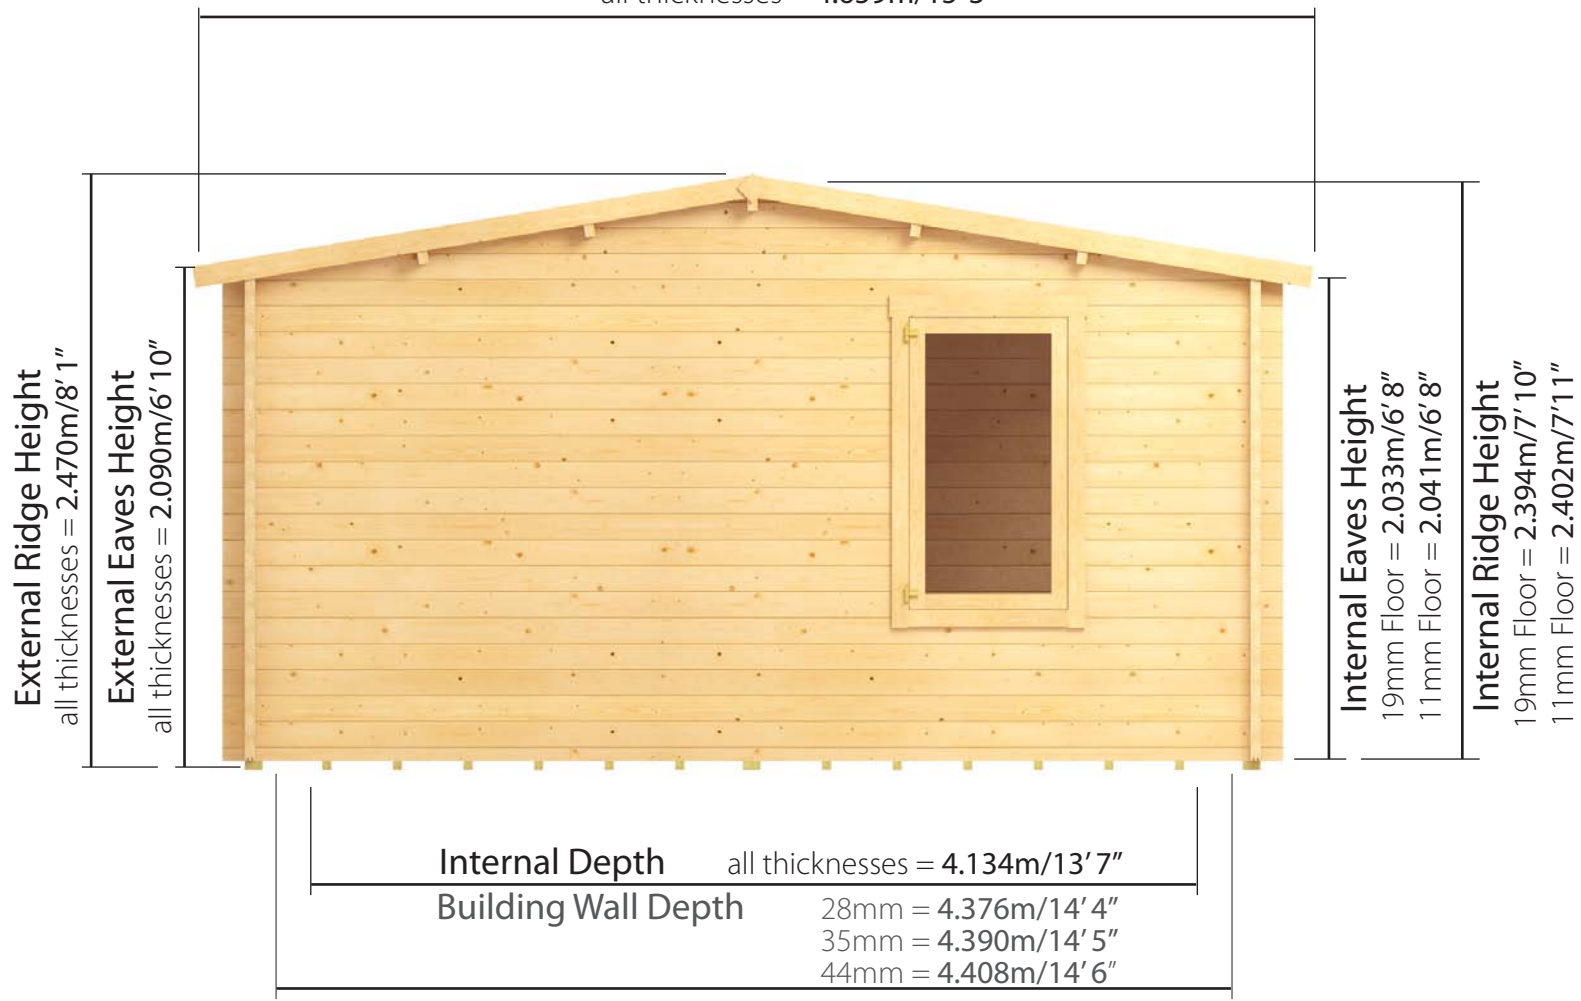 External Ridge Height
all thicknesses = 2.470m/8’ 1”
External Eaves Height
all thicknesses = 2.090m/6’ 10”
Internal Eaves Height
19mm Floor = 2.033m/6’ 8”
11mm Floor = 2.041m/6’ 8”
Internal Ridge Height
19mm Floor = 2.394m/7’ 10”
11mm Floor = 2.402m/7’11”
Internal Depth all thicknesses = 4.134m/13’ 7”
Building Wall Depth 28mm = 4.376m/14’ 4”
35mm = 4.390m/14’ 5”
44mm = 4.408m/14’ 6”